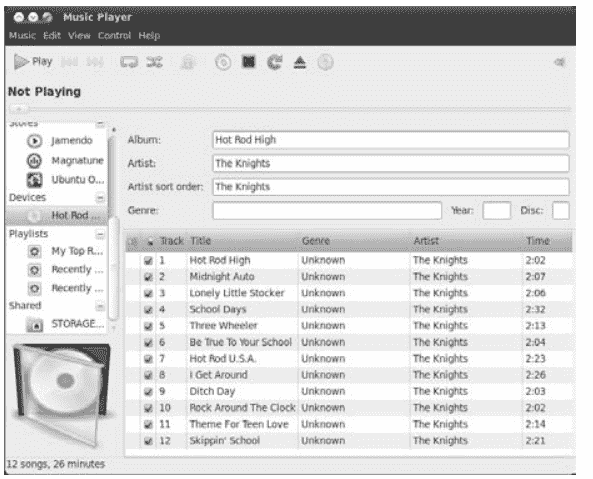 Music Player
Music Edit View Control Help
Play
Not Playing
Stores
Jamendo
Magnatune
Ubuntu O...
Devices
Hot Rod ...
Playlists
My Top R...
Recently ...
Recently ...
Shared
STORAGE...
Album: Hot Rod High
Artist: The Knights
Artist sort order: The Knights
Genre: Year: Disc:
Track Title Genre Artist Time
1 Hot Rod High Unknown The Knights 2:02
2 Midnight Auto Unknown The Knights 2:07
3 Lonely Little Stocker Unknown The Knights 2:06
4 School Days Unknown The Knights 2:32
5 Three Wheeler Unknown The Knights 2:13
6 Be True To Your School Unknown The Knights 2:04
7 Hot Rod U.S.A. Unknown The Knights 2:23
8 I Get Around Unknown The Knights 2:26
9 Ditch Day Unknown The Knights 2:03
10 Rock Around The Clock Unknown The Knights 2:02
11 Theme For Teen Love Unknown The Knights 2:14
12 Skippin' School Unknown The Knights 2:21
12 songs, 26 minutes